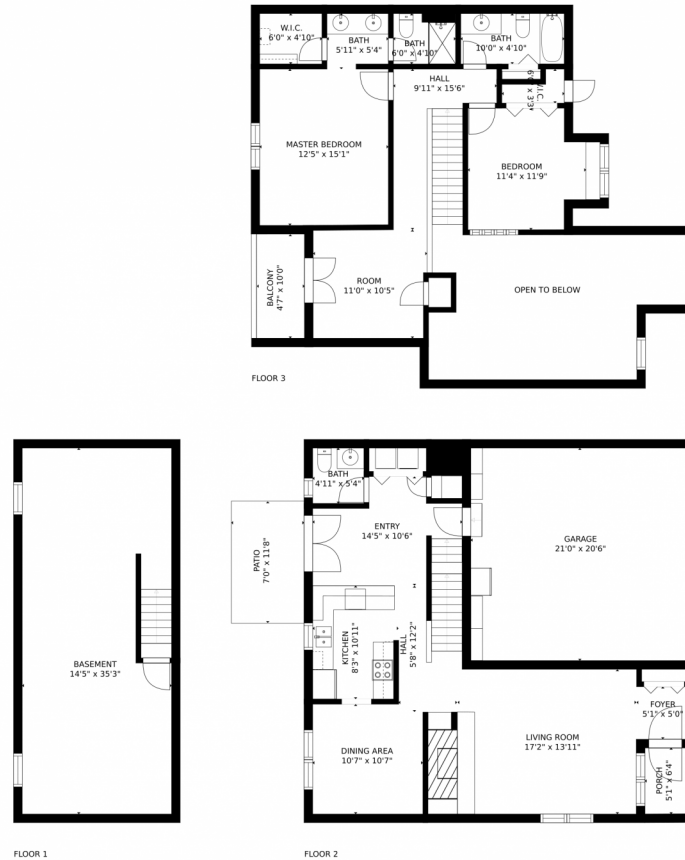 W.I.C.
6'0" x 4'10"
BATH
5'11" x 5'4"
BATH
6'0" x 4'10"
BATH
10'0" x 4'10"
HALL
9'11" x 15'6"
W.I.C.
6'0" x 3'3"
MASTER BEDROOM
12'5" x 15'1"
BEDROOM
11'4" x 11'9"
BALCONY
4'7" x 10'0"
ROOM
11'0" x 10'5"
OPEN TO BELOW
FLOOR 3
BATH
4'11" x 5'4"
ENTRY
14'5" x 10'6"
PATIO
7'0" x 11'8"
GARAGE
21'0" x 20'6"
KITCHEN
8'3" x 10'11"
HALL
5'8" x 12'2"
BASEMENT
14'5" x 35'3"
FOYER
5'1" x 5'0"
LIVING ROOM
17'2" x 13'11"
DINING AREA
10'7" x 10'7"
PORCH
5'1" x 6'4"
FLOOR 1
FLOOR 2